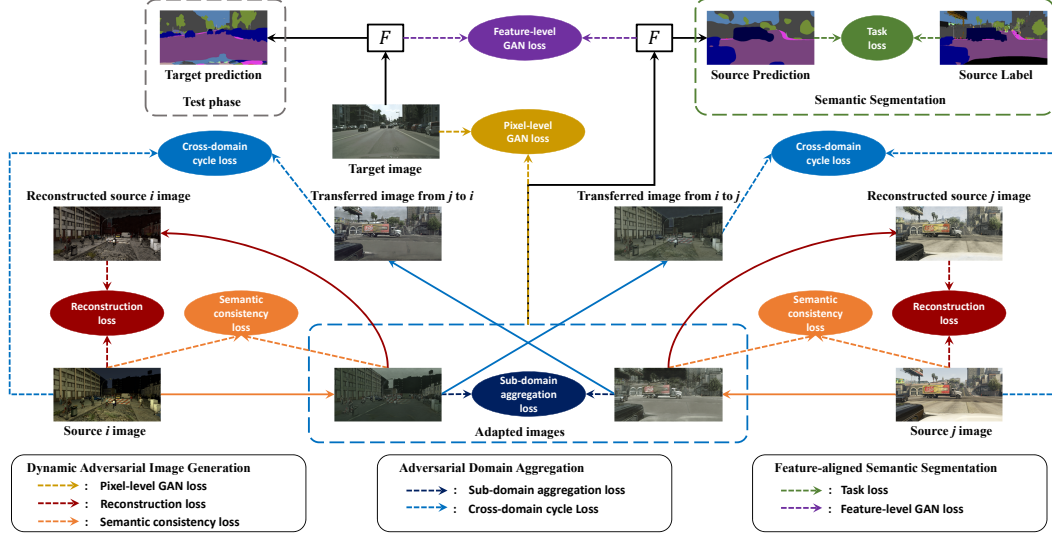 F
Feature-level
GAN loss
F
Task
loss
Target prediction
Test phase
Source Prediction
Source Label
Semantic Segmentation
Pixel-level
GAN loss
Target image
Cross-domain
cycle loss
Cross-domain
cycle loss
Reconstructed source i image
Transferred image from j to i
Transferred image from i to j
Reconstructed source j image
Reconstruction
loss
Semantic
consistency
loss
Semantic
consistency
loss
Reconstruction
loss
Sub-domain
aggregation
loss
Source i image
Adapted images
Source j image
Dynamic Adversarial Image Generation
: Pixel-level GAN loss
: Reconstruction loss
: Semantic consistency loss
Adversarial Domain Aggregation
: Sub-domain aggregation loss
: Cross-domain cycle Loss
Feature-aligned Semantic Segmentation
: Task loss
: Feature-level GAN loss